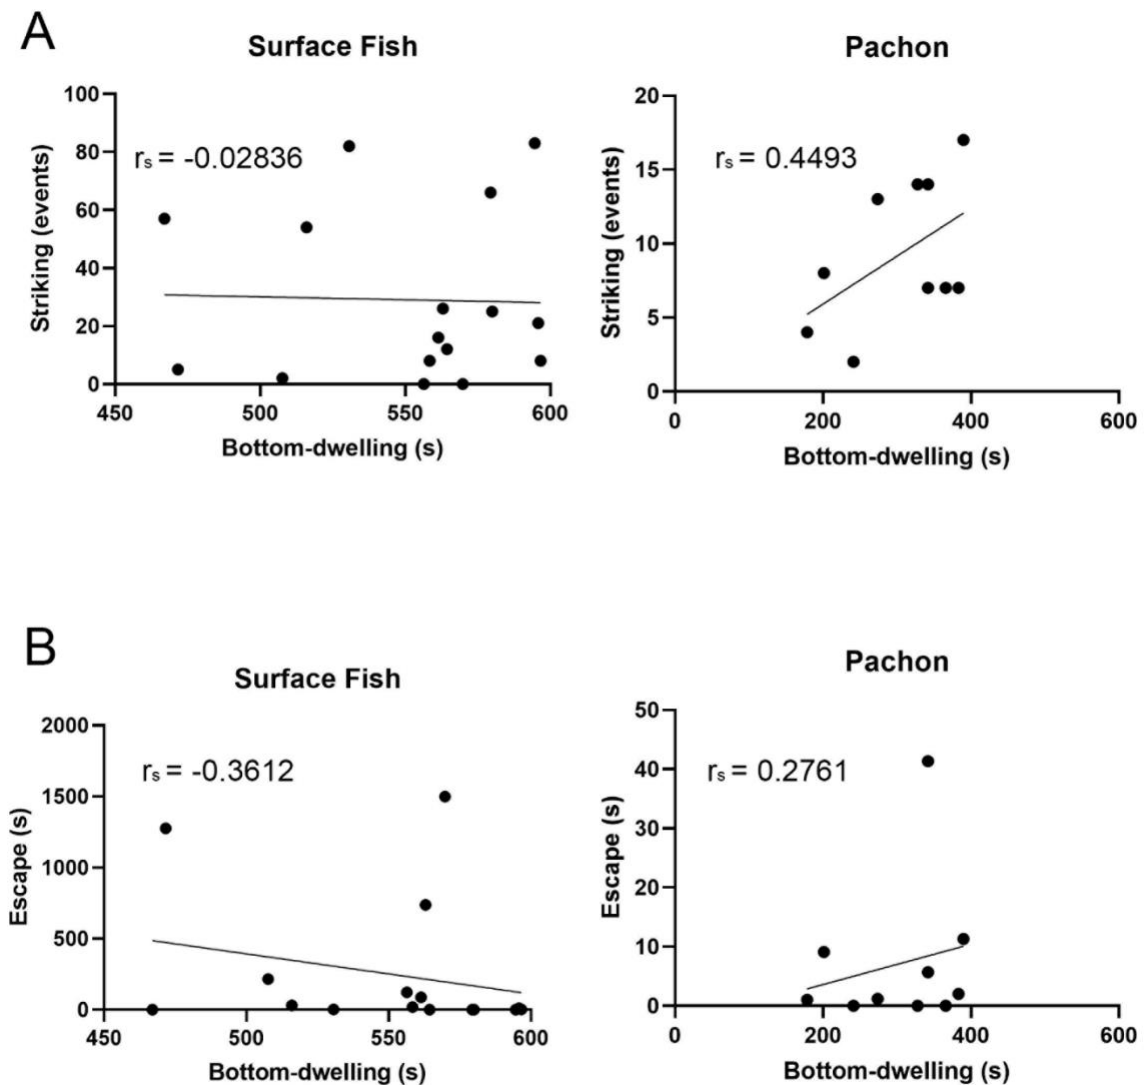 A
Surface Fish
Pachon
100
80
60
40
20
0
Striking (events)
rs = -0.02836
450
500
550
600
Bottom-dwelling (s)
20
15
10
5
0
Striking (events)
rs = 0.4493
0
200
400
600
Bottom-dwelling (s)
B
Surface Fish
Pachon
2000
1500
1000
500
0
Escape (s)
rs = -0.3612
450
500
550
600
Bottom-dwelling (s)
50
40
30
20
10
0
Escape (s)
rs = 0.2761
0
200
400
600
Bottom-dwelling (s)